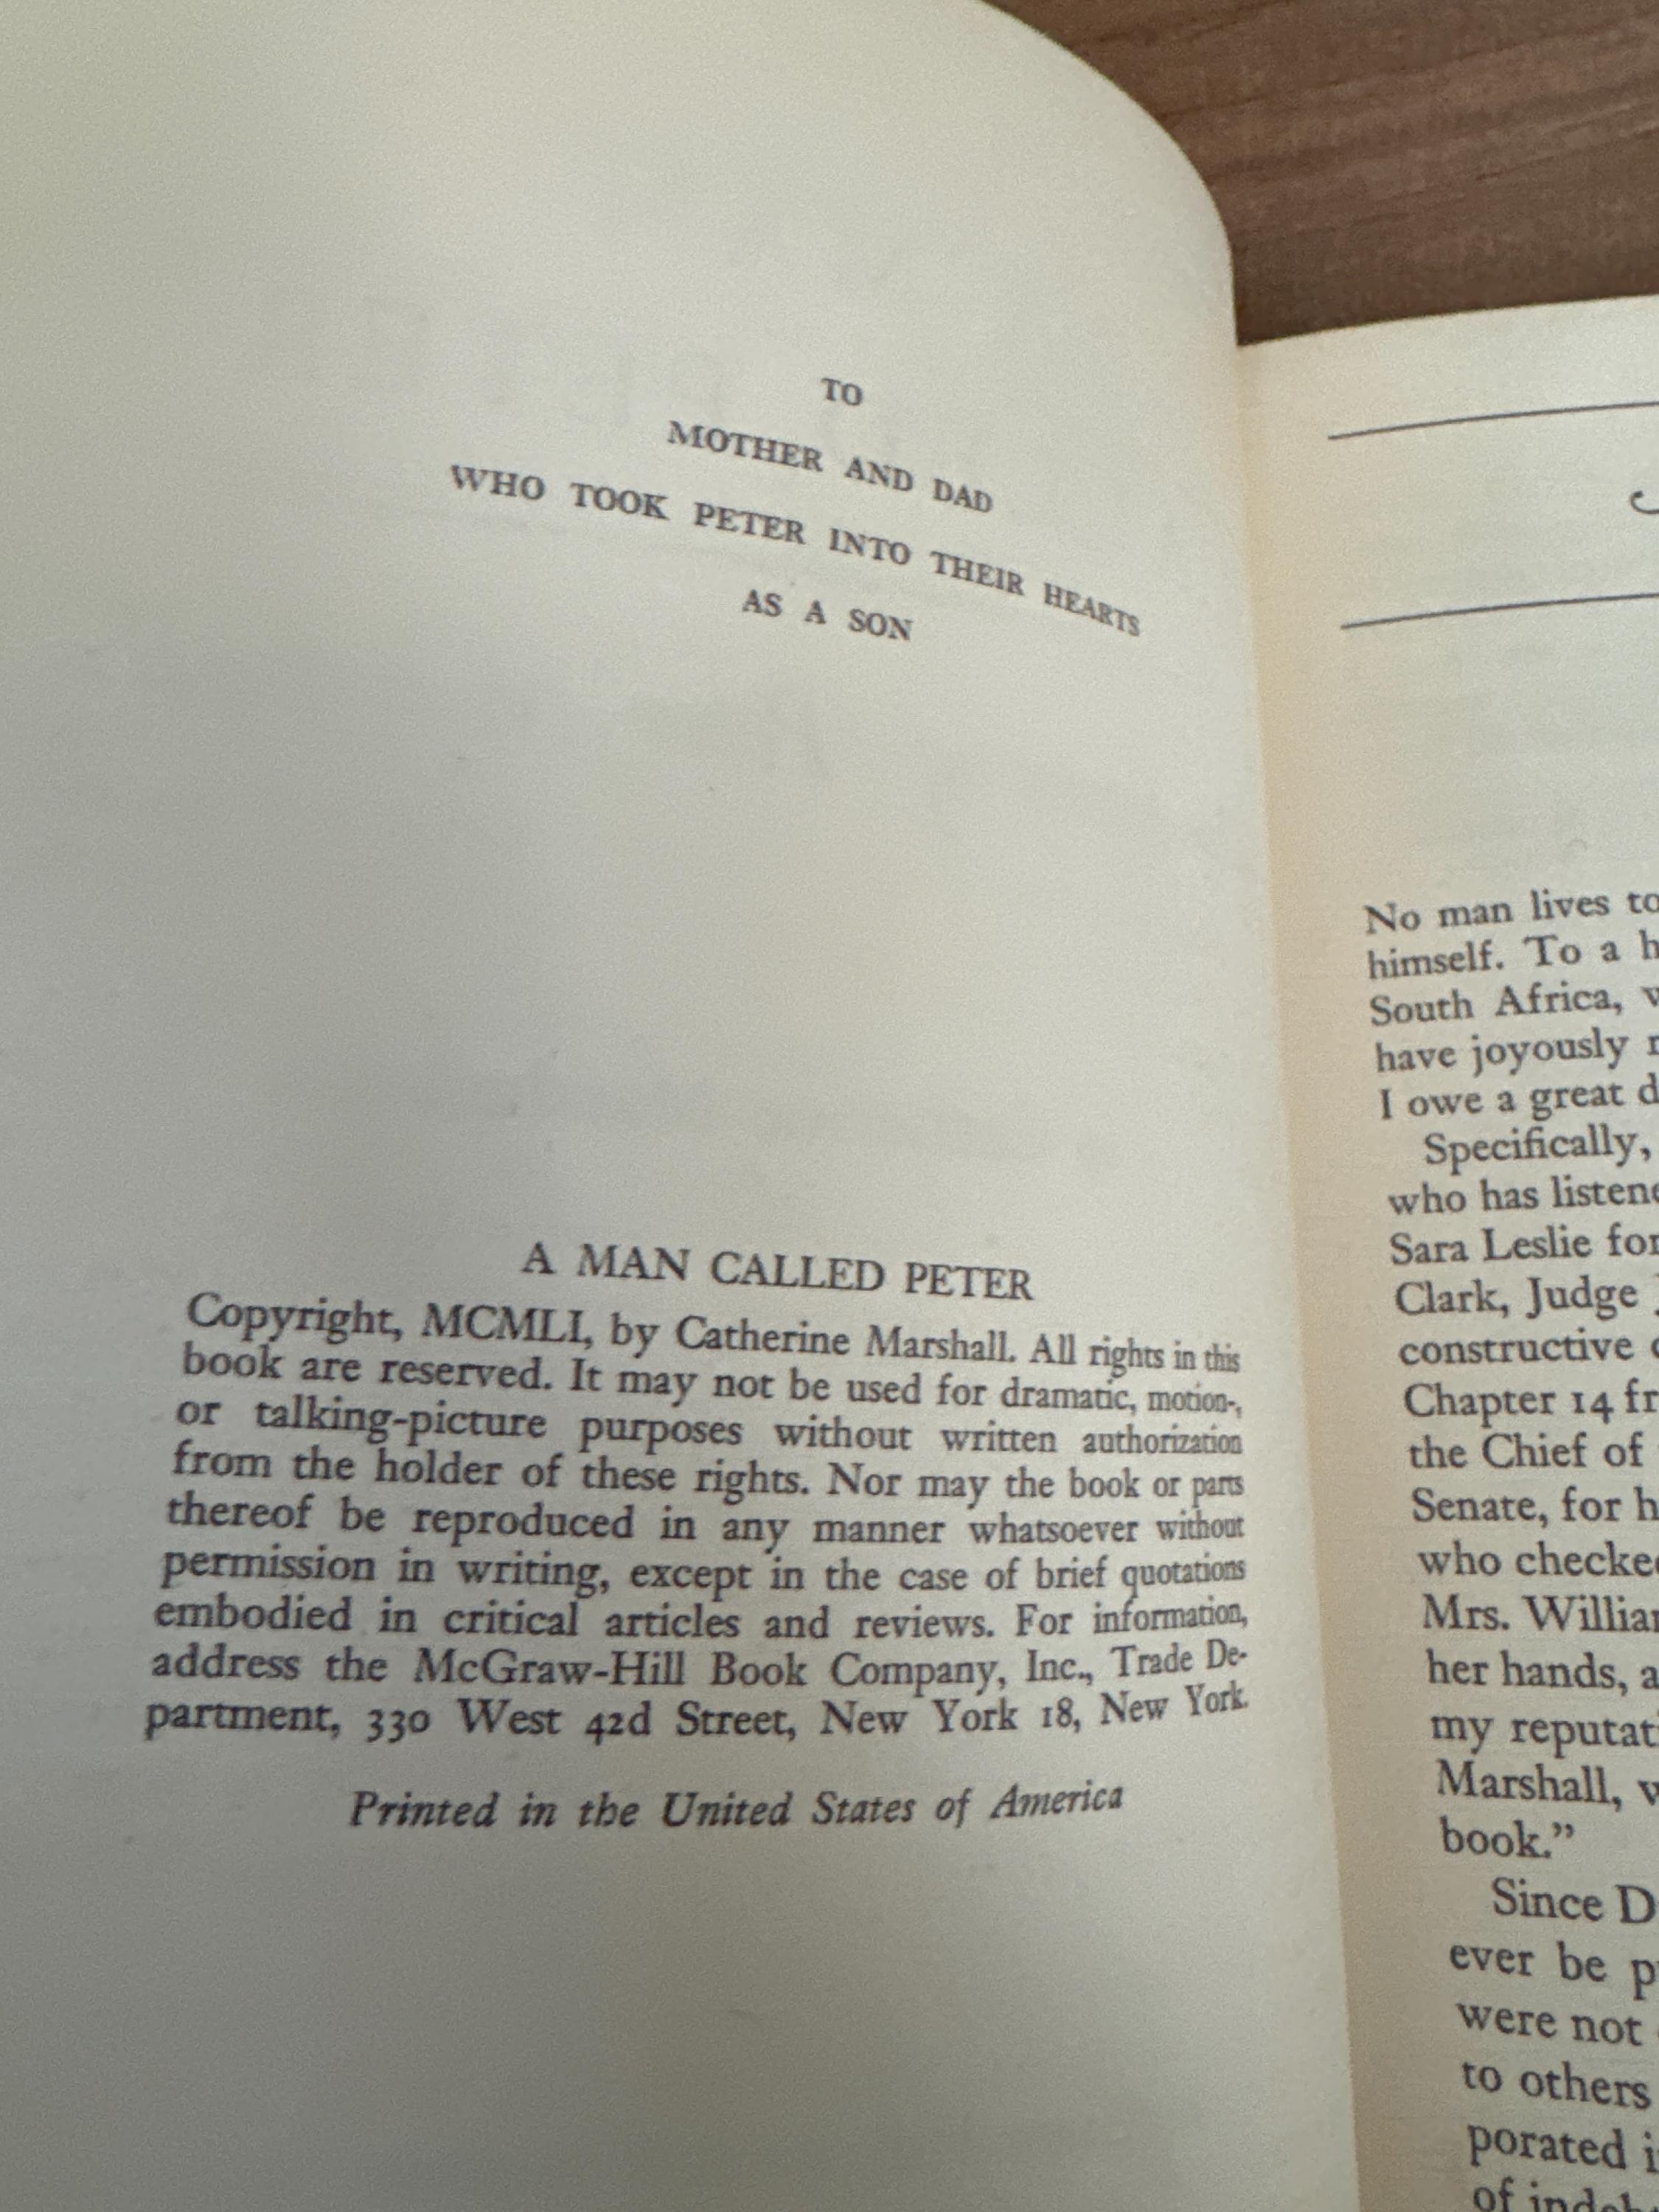 TO
MOTHER AND DAD
WHO TOOK PETER INTO THEIR HEARTS
AS A SON
A MAN CALLED PETER
Copyright, MCMLI, by Catherine Marshall. All rights in this
book are reserved. It may not be used for dramatic, motion-,
or talking-picture purposes without written authorization
from the holder of these rights. Nor may the book or parts
thereof be reproduced in any manner whatsoever without
permission in writing, except in the case of brief quotations
embodied in critical articles and reviews. For information,
address the McGraw-Hill Book Company, Inc., Trade De-
partment, 330 West 42d Street, New York 18, New York.
Printed in the United States of America
No man lives to
himself. To a
South Africa,
have joyously
I owe a great
Specifically,
who has
Sara Leslie for
Clark, Judge
constructive
Chapter 14
the Chief of
Senate, for
who
Mrs.
her hands,
my
Marshall,
book.”
Since
ever be
were not
to others
porated
of